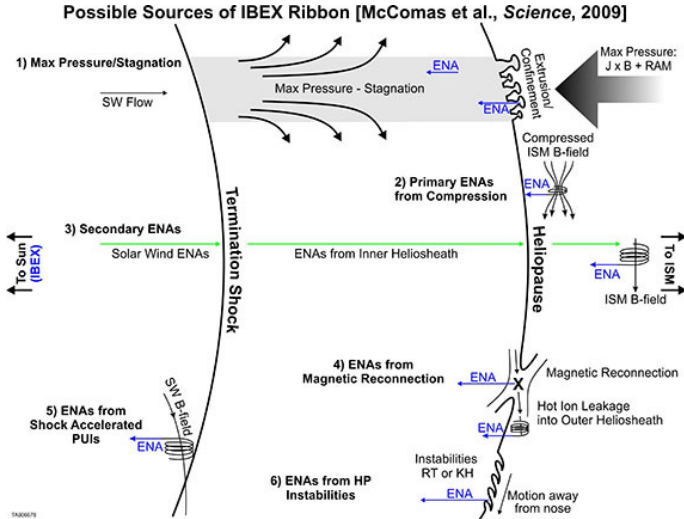 Possible Sources of IBEX Ribbon [McComas et al., Science, 2009]
1) Max Pressure/Stagnation
SW Flow
ENA
Max Pressure - Stagnation
ENA
Extrusion/
Confinement
Max Pressure:
J x B + RAM
Compressed
ISM B-field
2) Primary ENAs
from Compression
ENA
Termination Shock
Heliopause
3) Secondary ENAs
Solar Wind ENAs
ENAs from Inner Heliosheath
To Sun
(IBEX)
To ISM
ENA
ISM B-field
4) ENAs from
Magnetic Reconnection
ENA
X
Magnetic Reconnection
Hot Ion Leakage
into Outer Heliosheath
ENA
5) ENAs from
Shock Accelerated
PUIs
SW B-field
ENA
6) ENAs from HP
Instabilities
Instabilities
RT or KH
ENA
Motion away
from nose